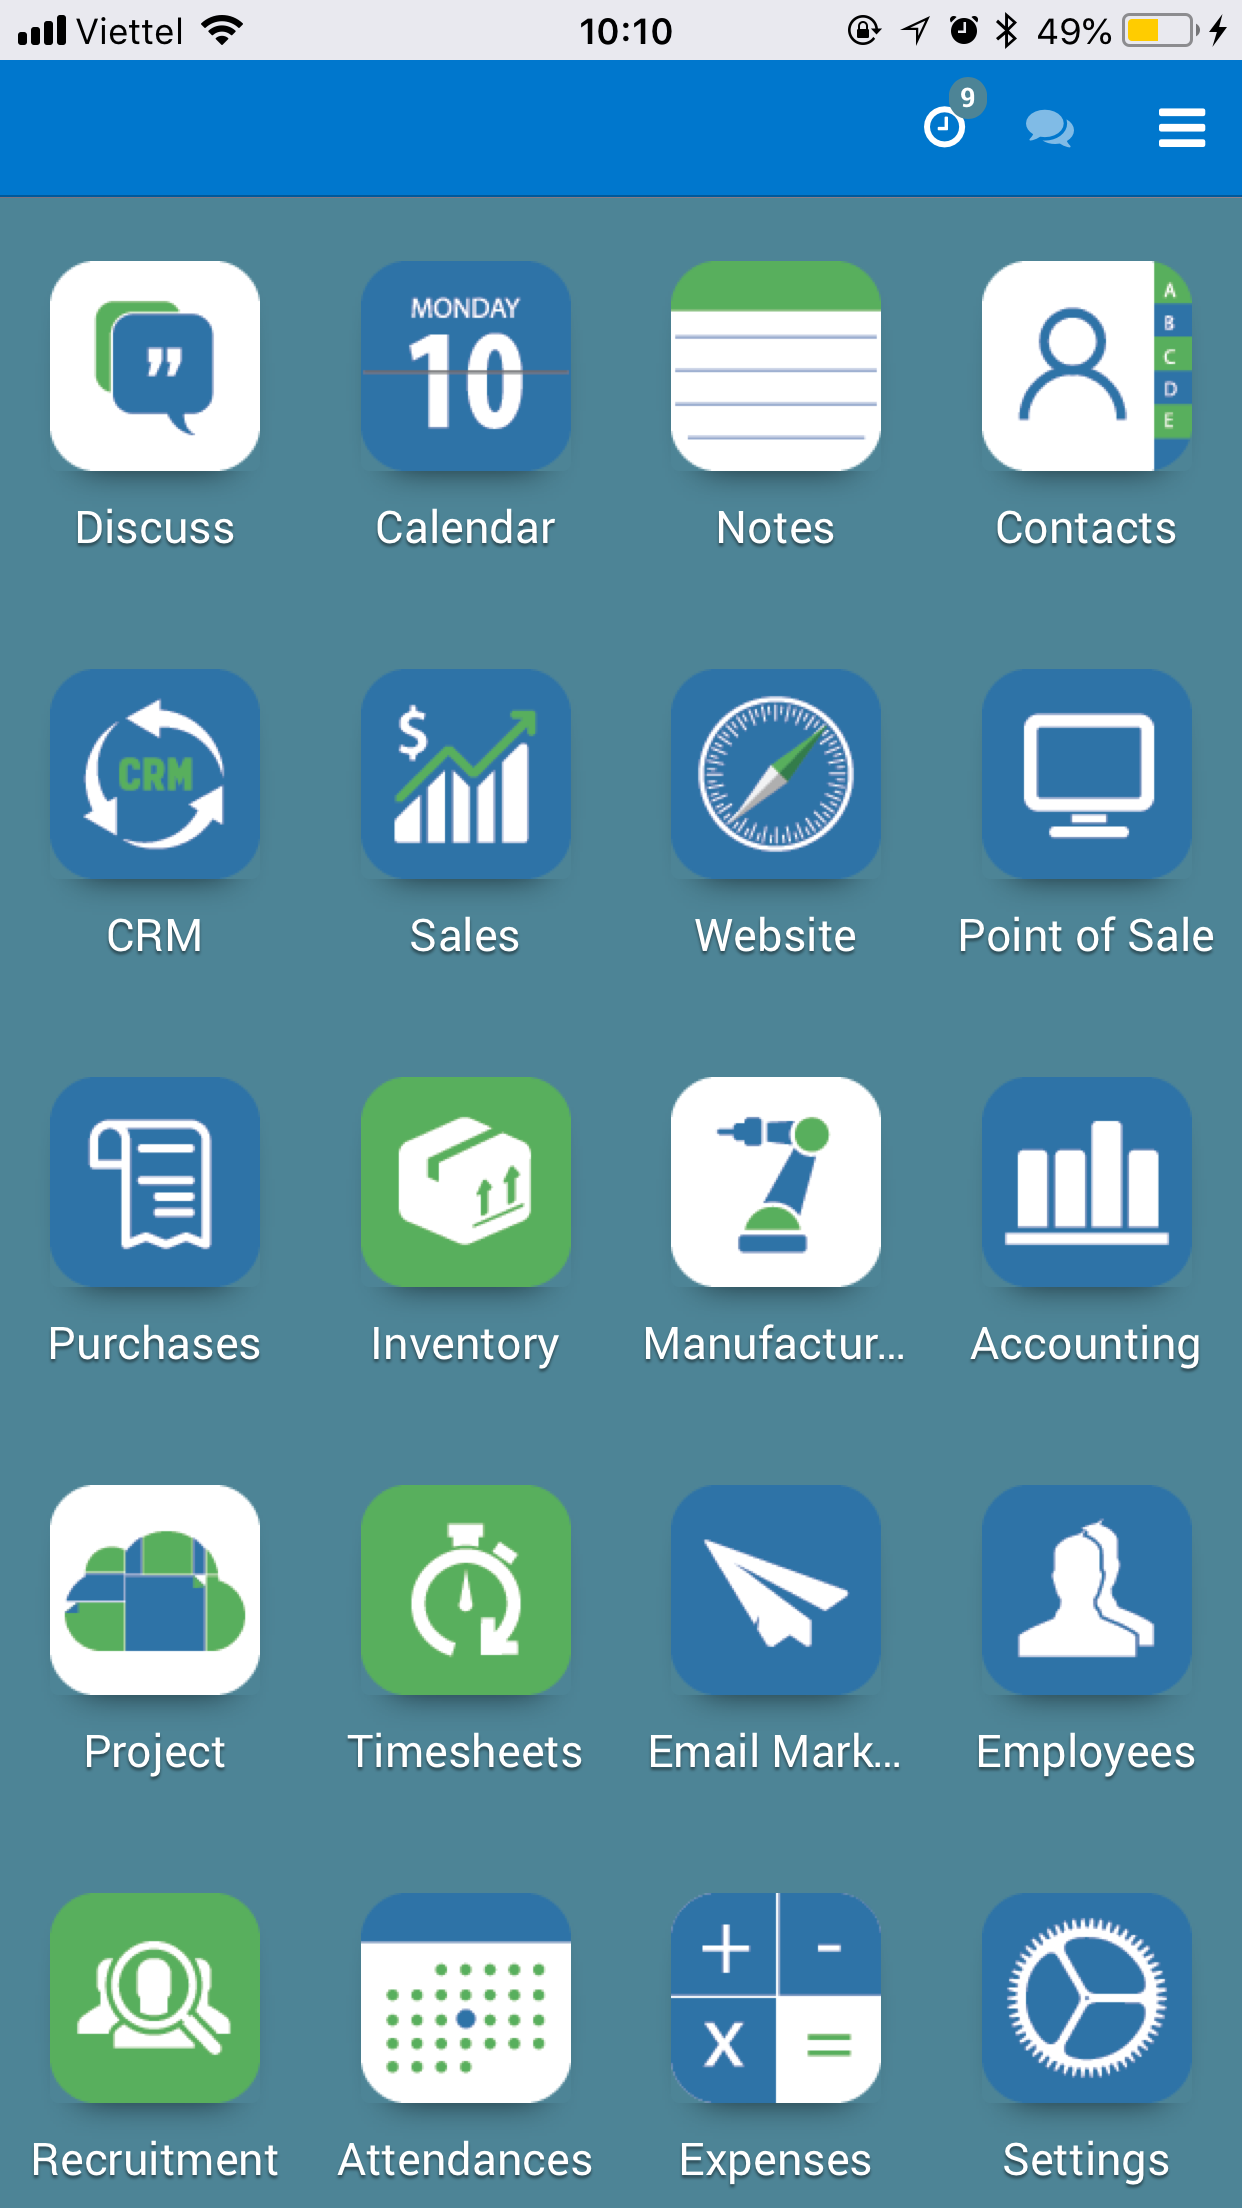 Viettel 10:10 49%
9
MONDAY
10
A
B
C
D
E
Discuss Calendar Notes Contacts
CRM
$
CRM Sales Website Point of Sale
Purchases Inventory Manufactur... Accounting
Project Timesheets Email Mark... Employees
+ -
x =
Recruitment Attendances Expenses Settings